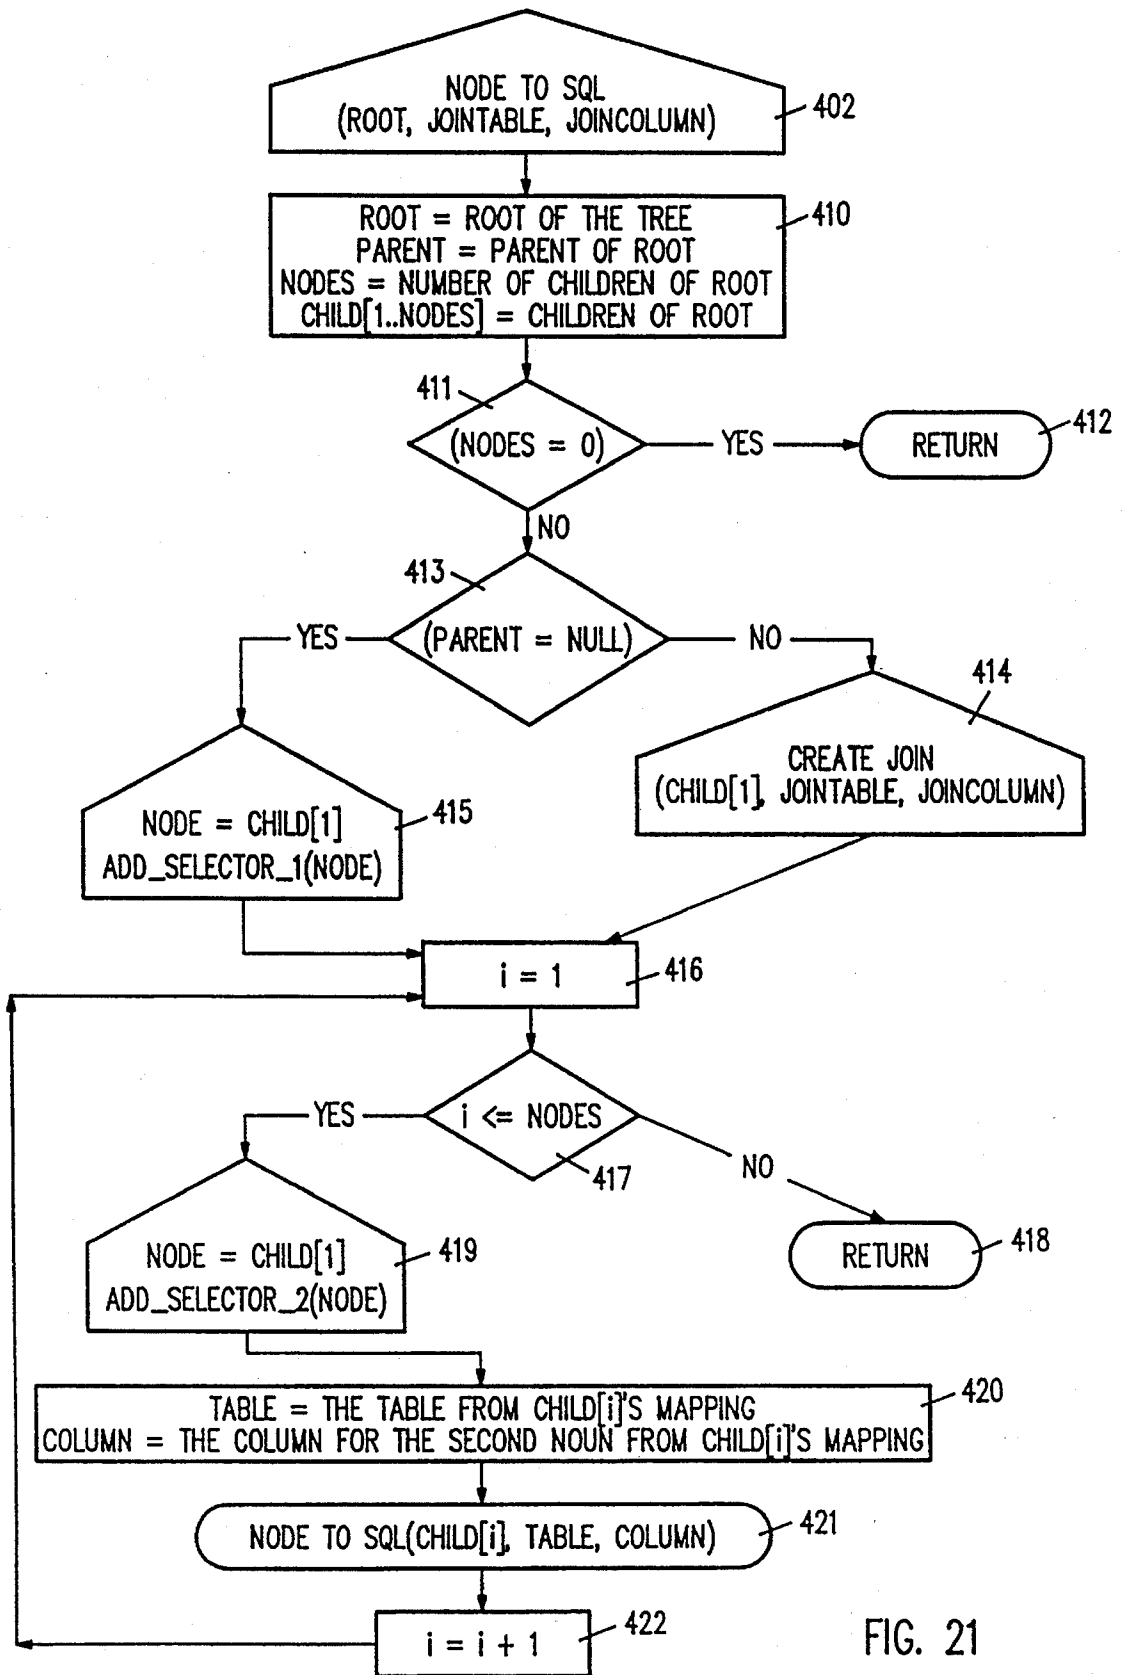 NODE TO SQL
(ROOT, JOINTABLE, JOINCOLUMN)
402
ROOT = ROOT OF THE TREE
PARENT = PARENT OF ROOT
NODES = NUMBER OF CHILDREN OF ROOT
CHILD[1..NODES] = CHILDREN OF ROOT
410
411
(NODES = 0)
YES
RETURN
412
NO
413
(PARENT = NULL)
YES
NO
414
CREATE JOIN
(CHILD[1], JOINTABLE, JOINCOLUMN)
NODE = CHILD[1]
ADD_SELECTOR_1(NODE)
415
i = 1
416
i <= NODES
YES
417
NO
NODE = CHILD[1]
ADD_SELECTOR_2(NODE)
419
RETURN
418
TABLE = THE TABLE FROM CHILD[i]'S MAPPING
COLUMN = THE COLUMN FOR THE SECOND NOUN FROM CHILD[i]'S MAPPING
420
NODE TO SQL(CHILD[i], TABLE, COLUMN)
421
i = i + 1
422
FIG. 21